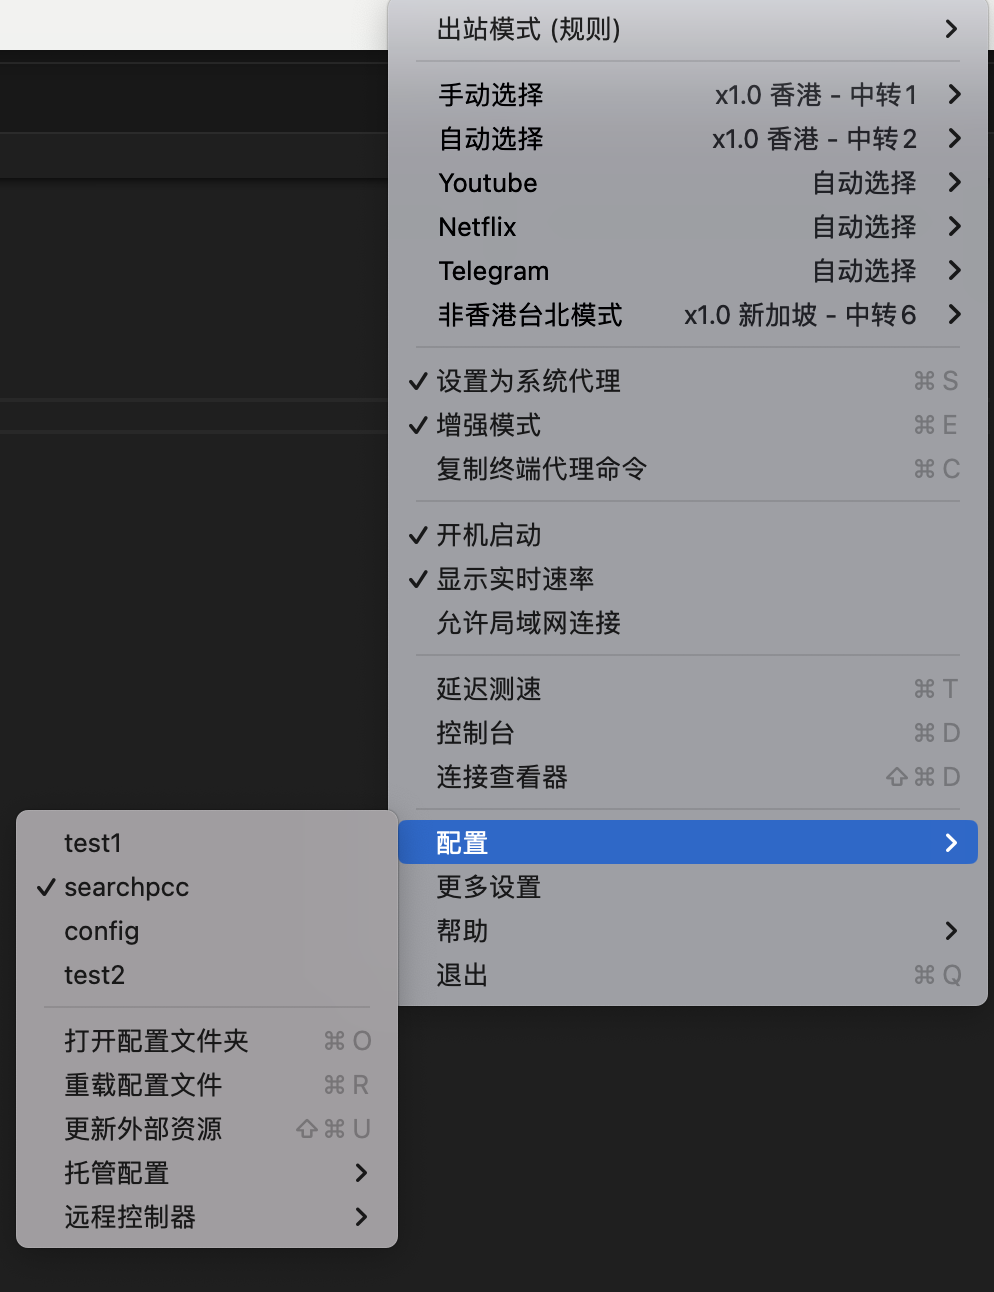 出站模式 (规则)
手动选择 x1.0 香港 - 中转1
自动选择 x1.0 香港 - 中转2
Youtube 自动选择
Netflix 自动选择
Telegram 自动选择
非香港台北模式 x1.0 新加坡 - 中转6
设置为系统代理 ⌘ S
增强模式 ⌘ E
复制终端代理命令 ⌘ C
开机启动
显示实时速率
允许局域网连接
延迟测速 ⌘ T
控制台 ⌘ D
连接查看器 ⇧⌘ D
配置
更多设置
帮助
退出 ⌘ Q
test1
searchpcc
config
test2
打开配置文件夹 ⌘ O
重载配置文件 ⌘ R
更新外部资源 ⇧⌘ U
托管配置
远程控制器